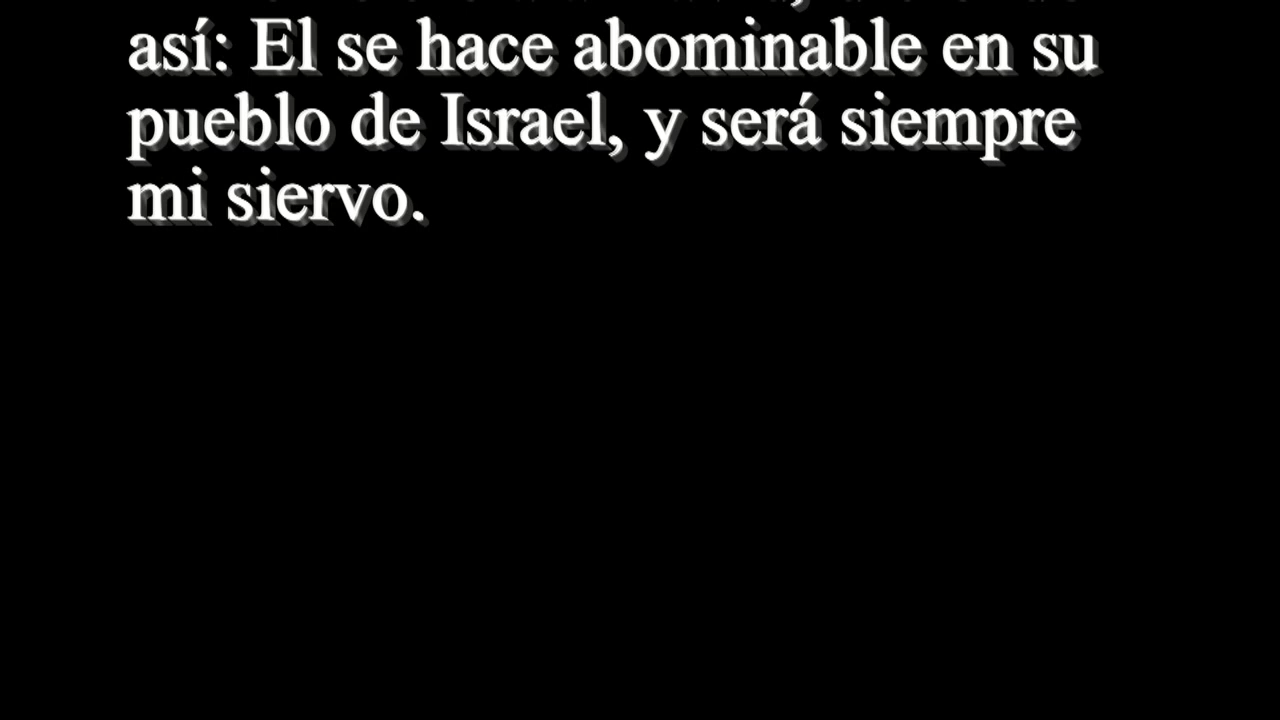 así: El se hace abominable en su
pueblo de Israel, y será siempre
mi siervo.